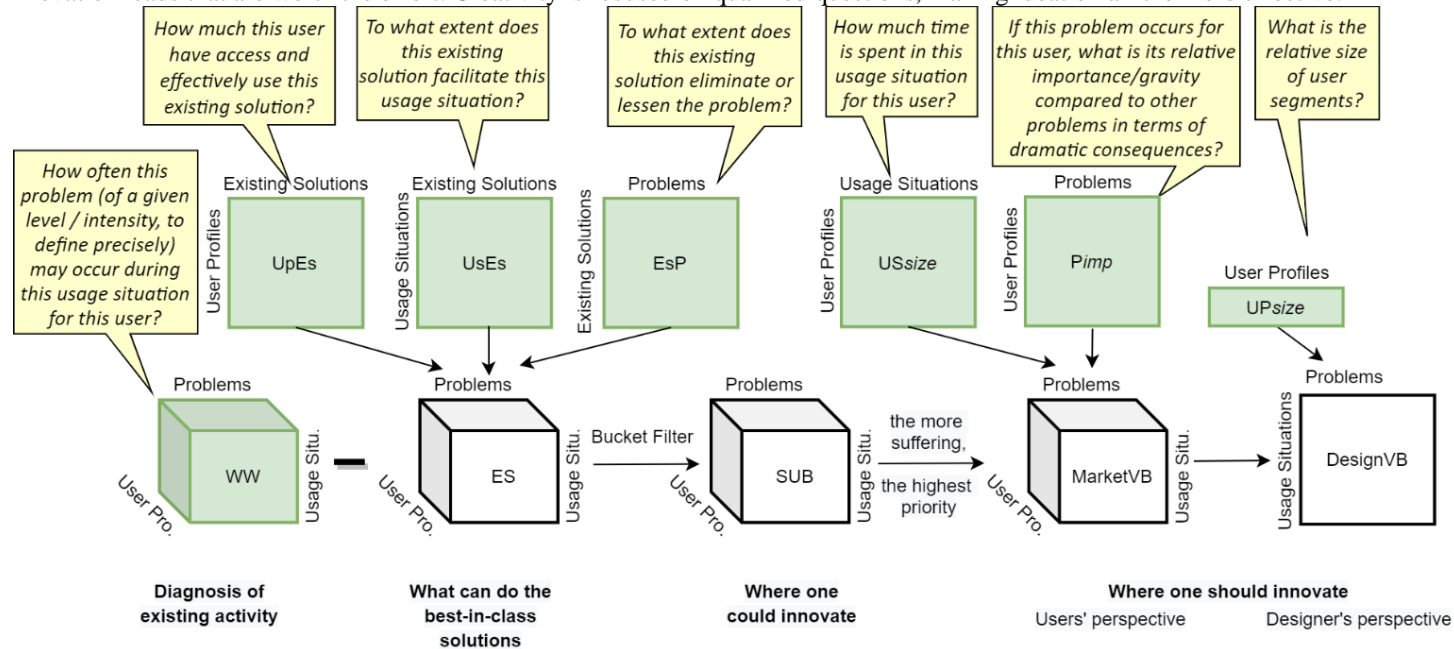 How much this user
have access and
effectively use this
existing solution?
To what extent does
this existing
solution facilitate this
usage situation?
To what extent does
this existing
solution eliminate or
lessen the problem?
How much time
is spent in this
usage situation
for this user?
If this problem occurs for
this user, what is its relative
importance/gravity
compared to other
problems in terms of
dramatic consequences?
What is the
relative size
of user
segments?
How often this
problem (of a given
level / intensity, to
define precisely)
may occur during
this usage situation
for this user?
Existing Solutions
User Profiles
UpEs
Existing Solutions
Usage Situations
UsEs
Problems
Existing Solutions
EsP
Usage Situations
User Profiles
USsize
Problems
User Profiles
Pimp
User Profiles
UPsize
Problems
WW
User Pro.
Usage Situ.
Problems
ES
User Pro.
Usage Situ.
Bucket Filter
Problems
SUB
User Pro.
Usage Situ.
the more
suffering,
the highest
priority
Problems
MarketVB
User Pro.
Usage Situ.
Problems
Usage Situations
DesignVB
Diagnosis of
existing activity
What can do the
best-in-class
solutions
Where one
could innovate
Where one should innovate
Users' perspective
Designer's perspective